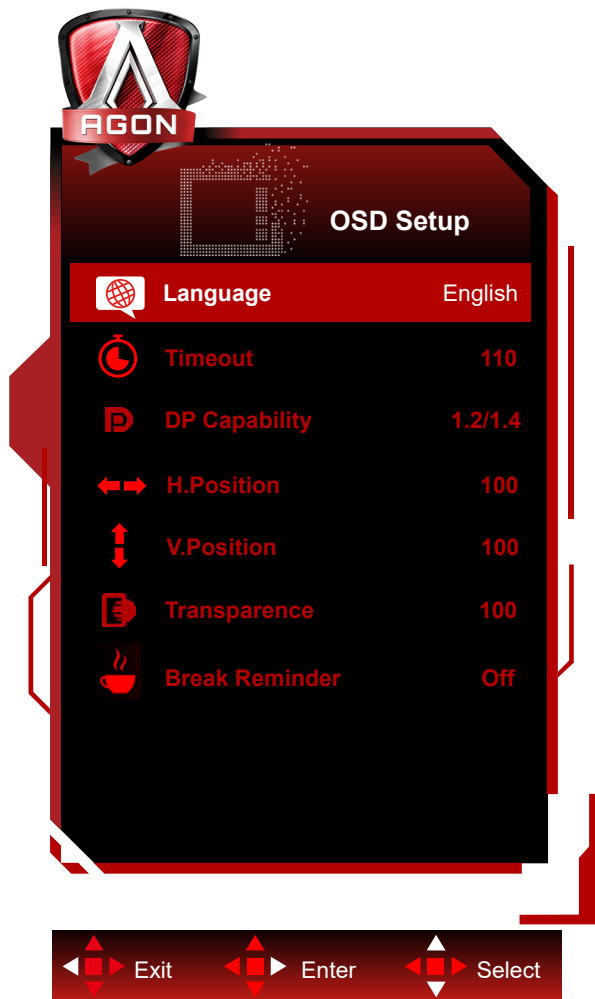 AGON
OSD Setup
Language English
Timeout 110
DP Capability 1.2/1.4
H.Position 100
V.Position 100
Transparence 100
Break Reminder Off
Exit Enter Select